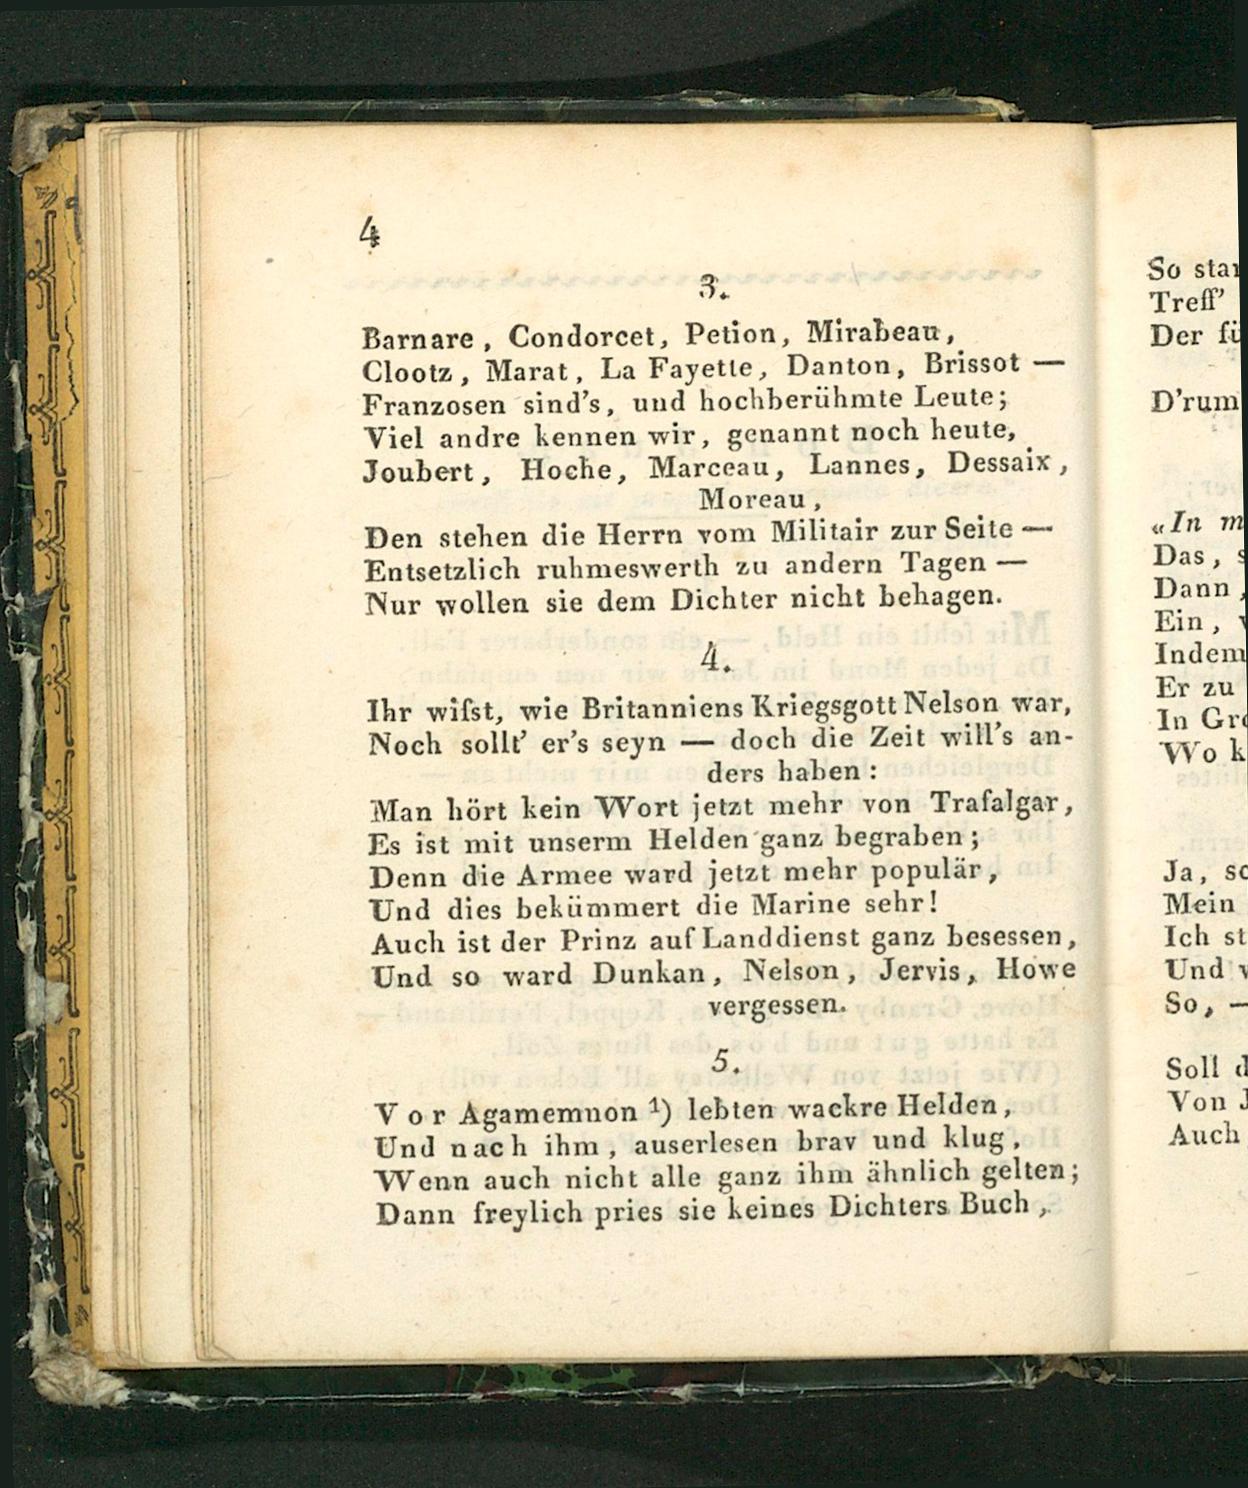 4
3.
Barnare, Condorcet, Petion, Mirabeau,
Clootz, Marat, La Fayette, Danton, Brissot —
Franzosen sind's, und hochberühmte Leute;
Viel andre kennen wir, genannt noch heute,
Joubert, Hoche, Marceau, Lannes, Dessaix,
Moreau,
Den stehen die Herrn vom Militair zur Seite —
Entsetzlich ruhmeswerth zu andern Tagen —
Nur wollen sie dem Dichter nicht behagen.
4.
Ihr wiſst, wie Britanniens Kriegsgott Nelson war,
Noch sollt' er's seyn — doch die Zeit will's an-
ders haben:
Man hört kein Wort jetzt mehr von Trafalgar,
Es ist mit unserm Helden ganz begraben;
Denn die Armee ward jetzt mehr populär,
Und dies bekümmert die Marine sehr!
Auch ist der Prinz auf Landdienst ganz besessen,
Und so ward Dunkan, Nelson, Jervis, Howe
vergessen.
5.
Vor Agamemnon ¹) lebten wackre Helden,
Und nach ihm, auserlesen brav und klug,
Wenn auch nicht alle ganz ihm ähnlich gelten;
Dann freylich pries sie keines Dichters Buch,
So
Treff'
Der
D'rum
„In
Das,
Dann,
Ein,
Indem
Er zu
In
Wo
Ja,
Mein
Ich
Und
So, —
Soll
Von
Auch